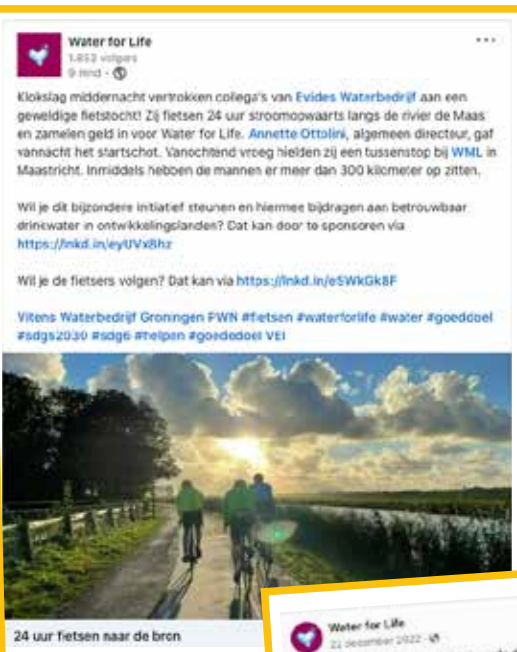 Water for Life
1.853 volgers
9 mnd •
Klokslag middernacht vertrokken collega's van Evides Waterbedrijf aan een
geweldige fietstocht! Zij fietsen 24 uur stroomopwaarts langs de rivier de Maas
en zamelen geld in voor Water for Life. Annette Ottolini, algemeen directeur, gaf
vannacht het startschot. Vanochtend vroeg hielden zij een tussenstop bij WML in
Maastricht. Inmiddels hebben de mannen er meer dan 300 kilometer op zitten.
Wil je dit bijzondere initiatief steunen en hiermee bijdragen aan betrouwbaar
drinkwater in ontwikkelingslanden? Dat kan door te sponsoren via
https://lnkd.in/eyUVx8hz
Wil je de fietsers volgen? Dat kan via https://lnkd.in/eSWkGk8F
Vitens Waterbedrijf Groningen PWN #fietsen #waterforlife #water #goeddoel
#sdgs2030 #sdg6 #helpen #goededoel VEI
24 uur fietsen naar de bron
Water for Life
22 december 2022 •